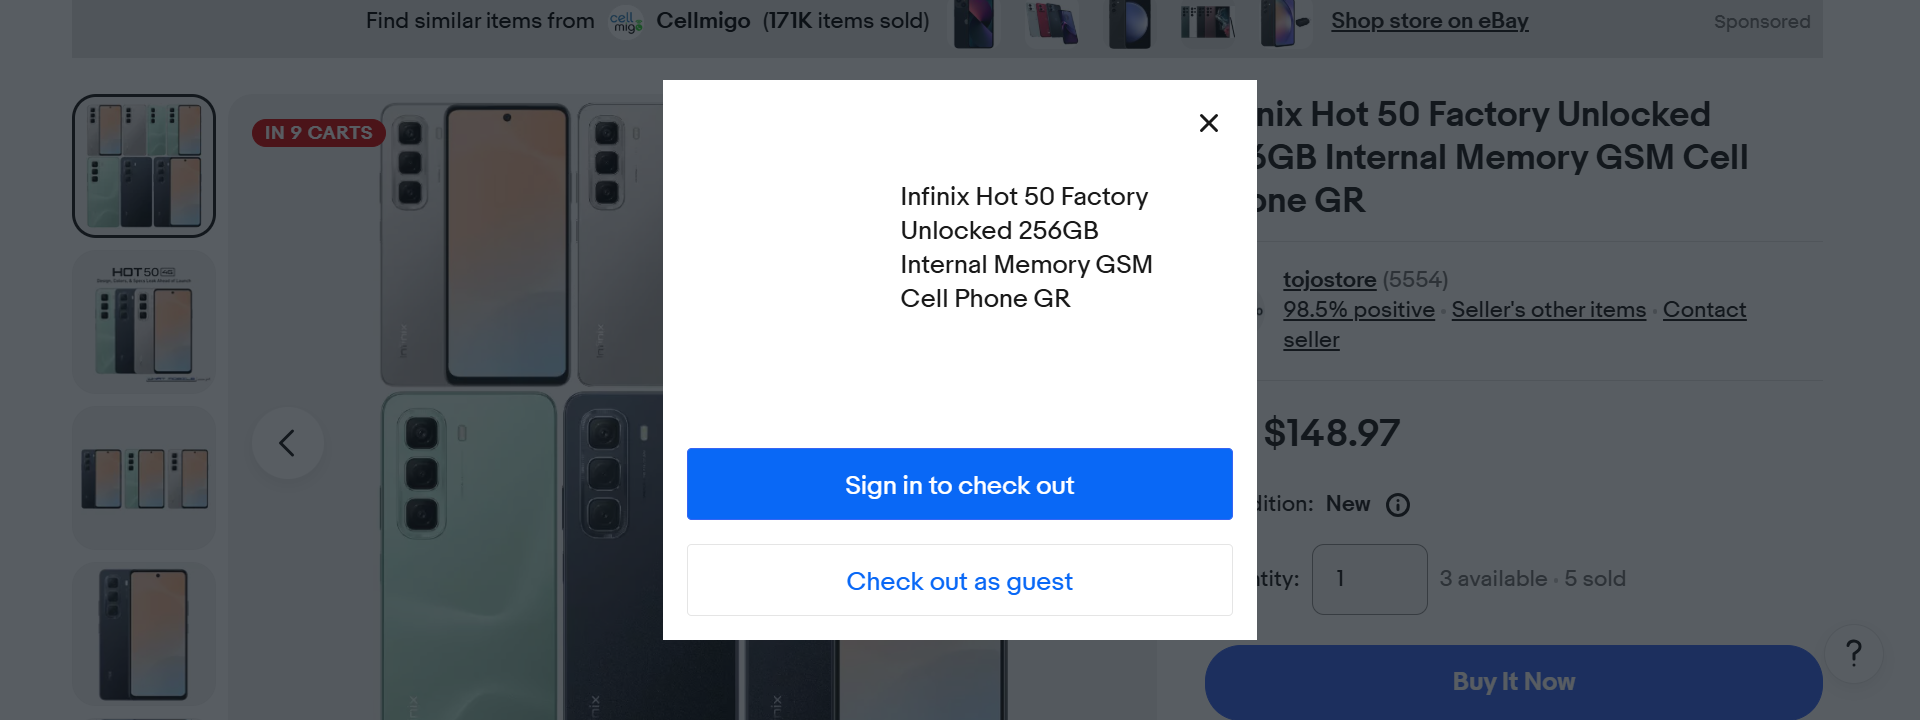 Find similar items from Cellmigo (171K items sold) Shop store on eBay Sponsored
IN 9 CARTS
HOT 50
Infinix Hot 50 Factory
Unlocked 256GB
Internal Memory GSM
Cell Phone GR
Sign in to check out
Check out as guest
nix Hot 50 Factory Unlocked
6GB Internal Memory GSM Cell
one GR
tojostore (5554)
98.5% positive · Seller's other items · Contact
seller
$148.97
dition: New
ntity: 1 3 available · 5 sold
Buy It Now
?